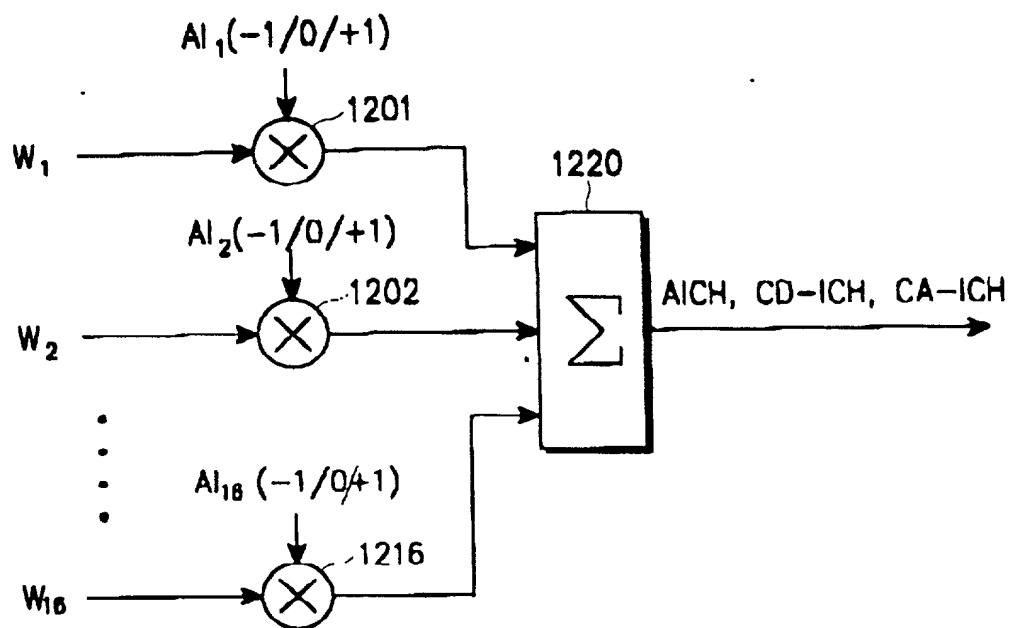 AI₁(-1/0/+1)
1201
W₁
1220
AI₂(-1/0/+1)
1202
AICH, CD-ICH, CA-ICH
Σ
W₂
AI₁₆ (-1/0/+1)
1216
W₁₆